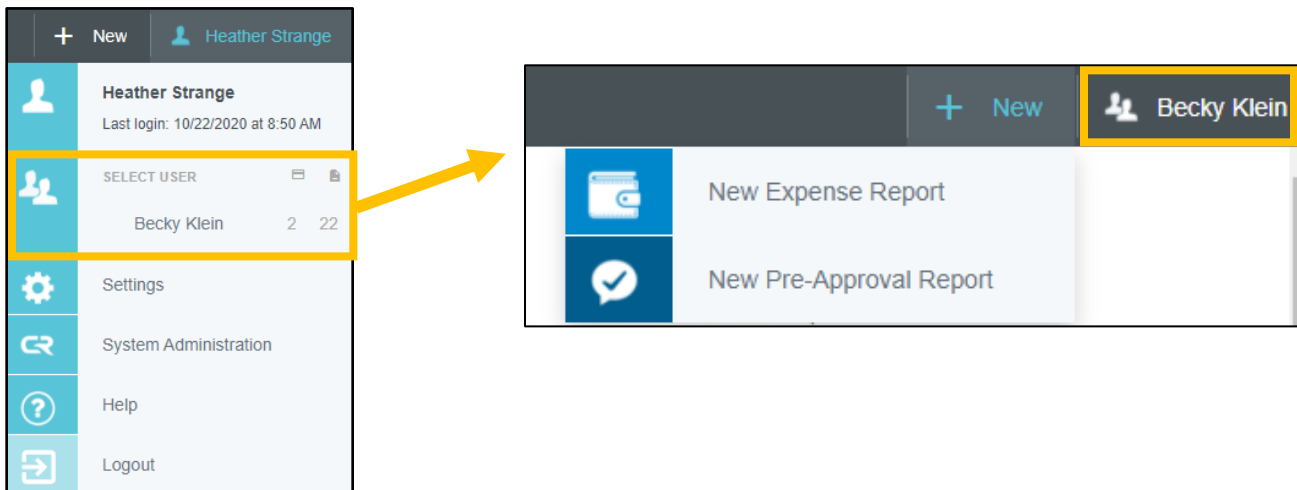 + New Heather Strange
Heather Strange
Last login: 10/22/2020 at 8:50 AM
SELECT USER
Becky Klein 2 22
Settings
CR System Administration
? Help
Logout
+ New Becky Klein
New Expense Report
New Pre-Approval Report